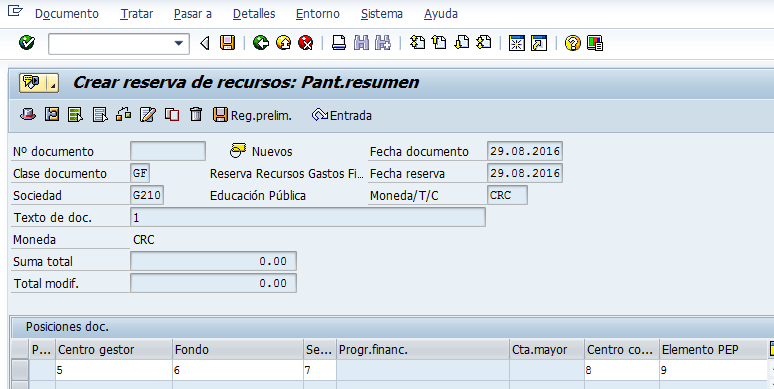 Documento Tratar Pasar a Detalles Entorno Sistema Ayuda
Crear reserva de recursos: Pant.resumen
Reg.prelim. Entrada
Nº documento Nuevos Fecha documento 29.08.2016
Clase documento GF Reserva Recursos Gastos Fi... Fecha reserva 29.08.2016
Sociedad G210 Educación Pública Moneda/T/C CRC
Texto de doc. 1
Moneda CRC
Suma total 0.00
Total modif. 0.00
Posiciones doc.
P... Centro gestor Fondo Se... Progr.financ. Cta.mayor Centro co... Elemento PEP
5 6 7 8 9